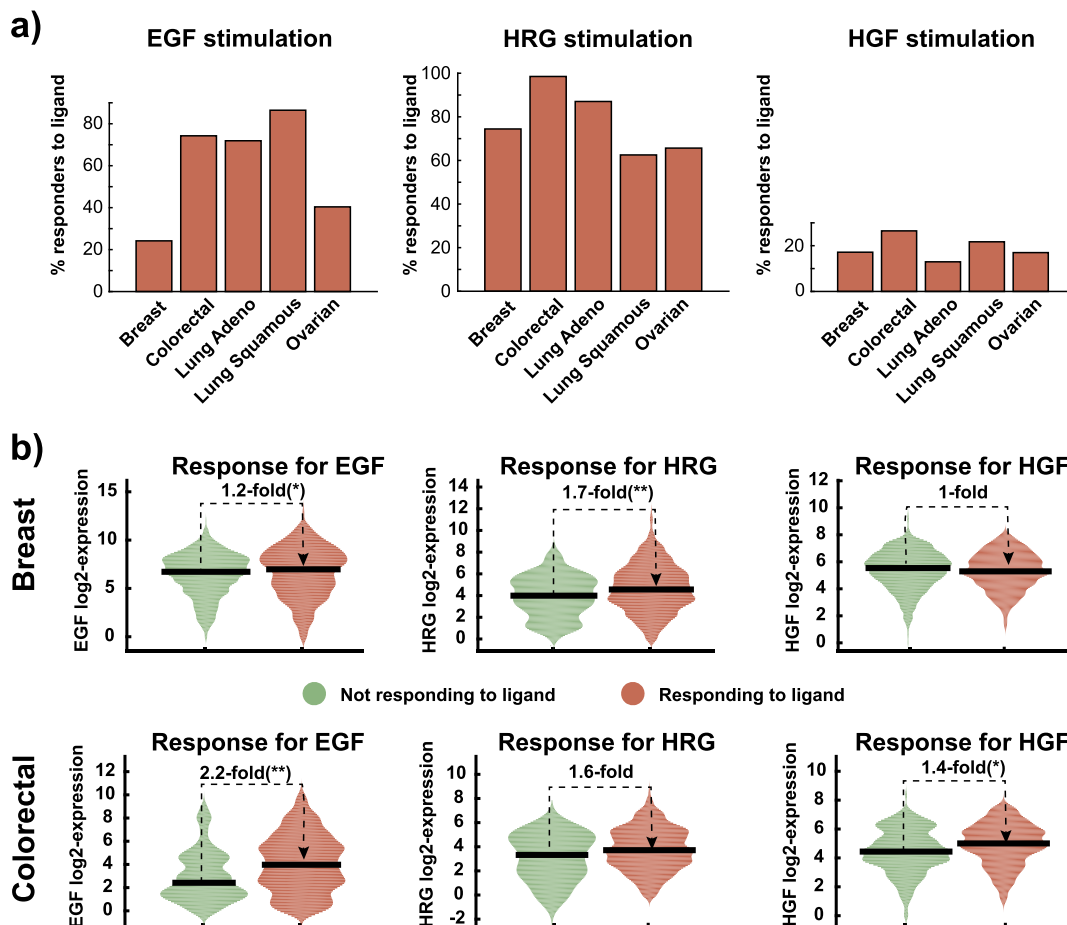 a)
EGF stimulation
HRG stimulation
HGF stimulation
% responders to ligand
80
60
40
20
0
Breast
Colorectal
Lung Adeno
Lung Squamous
Ovarian
% responders to ligand
100
80
60
40
20
0
Breast
Colorectal
Lung Adeno
Lung Squamous
Ovarian
% responders to ligand
20
0
Breast
Colorectal
Lung Adeno
Lung Squamous
Ovarian
b)
Breast
Response for EGF
1.2-fold(*)
EGF log2-expression
15
10
5
0
Response for HRG
1.7-fold(**)
HRG log2-expression
14
12
10
8
6
4
2
0
Response for HGF
1-fold
HGF log2-expression
12
10
8
6
4
2
0
Not responding to ligand
Responding to ligand
Colorectal
Response for EGF
2.2-fold(**)
EGF log2-expression
12
10
8
6
4
2
0
Response for HRG
1.6-fold
HRG log2-expression
10
8
6
4
2
0
-2
Response for HGF
1.4-fold(*)
HGF log2-expression
10
8
6
4
2
0